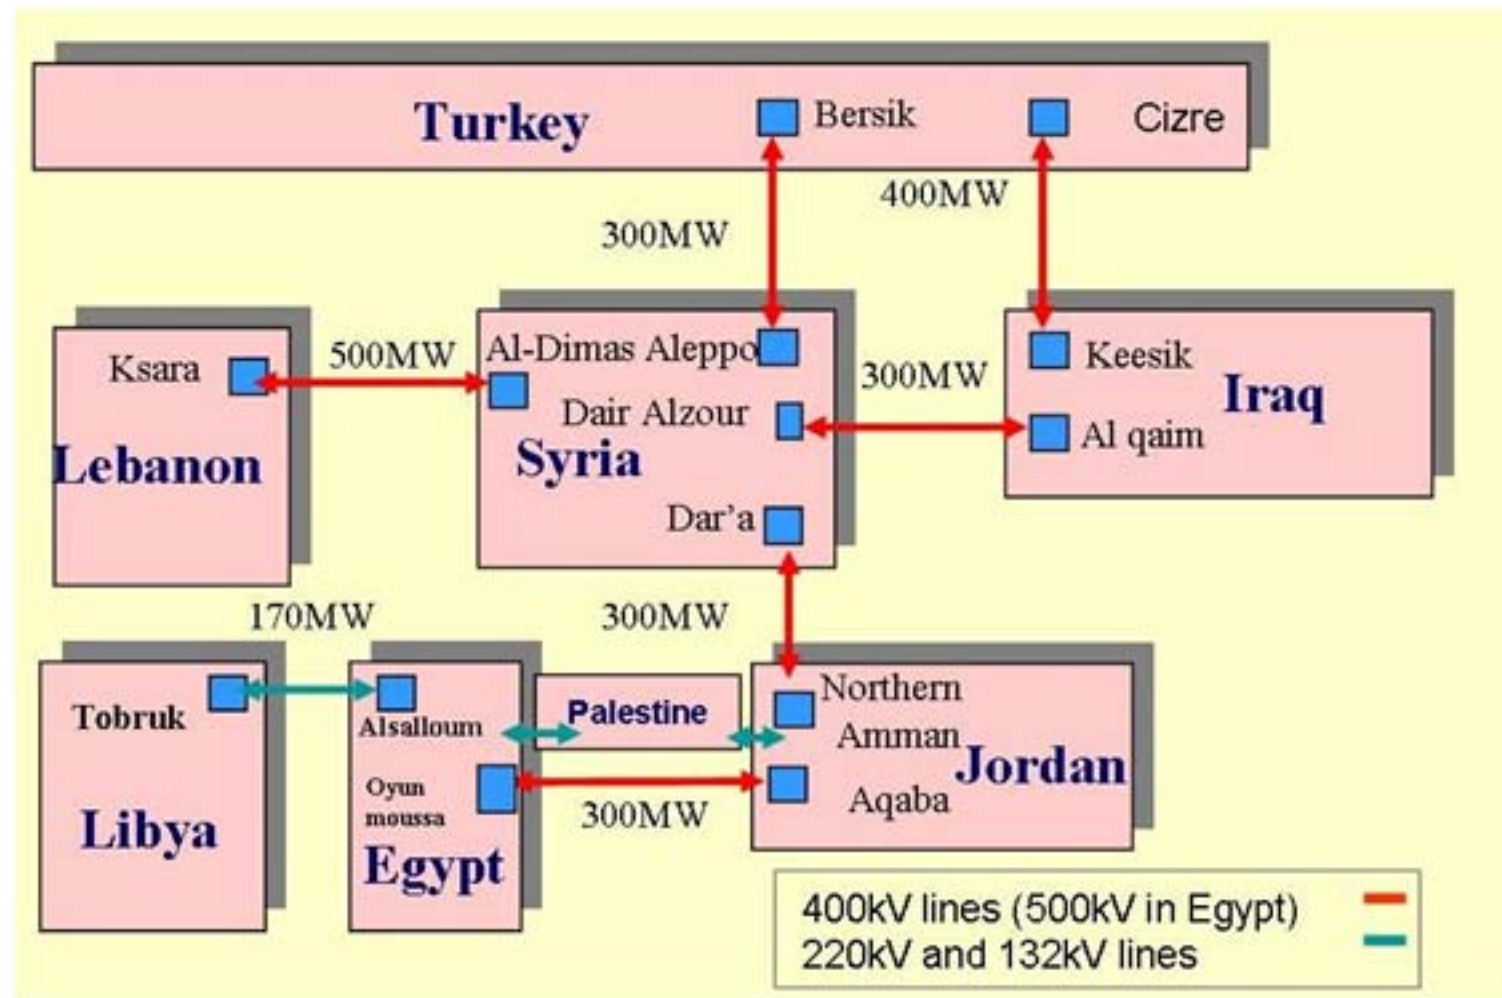 Turkey
Bersik
Cizre
400MW
300MW
Ksara
500MW
Lebanon
Al-Dimas Aleppo
Dair Alzour
Syria
Dar’a
300MW
Keesik
Iraq
Al qaim
170MW
300MW
Tobruk
Libya
Alsalloum
Oyun
moussa
Egypt
Palestine
300MW
Northern
Amman
Jordan
Aqaba
400kV lines (500kV in Egypt)
220kV and 132kV lines